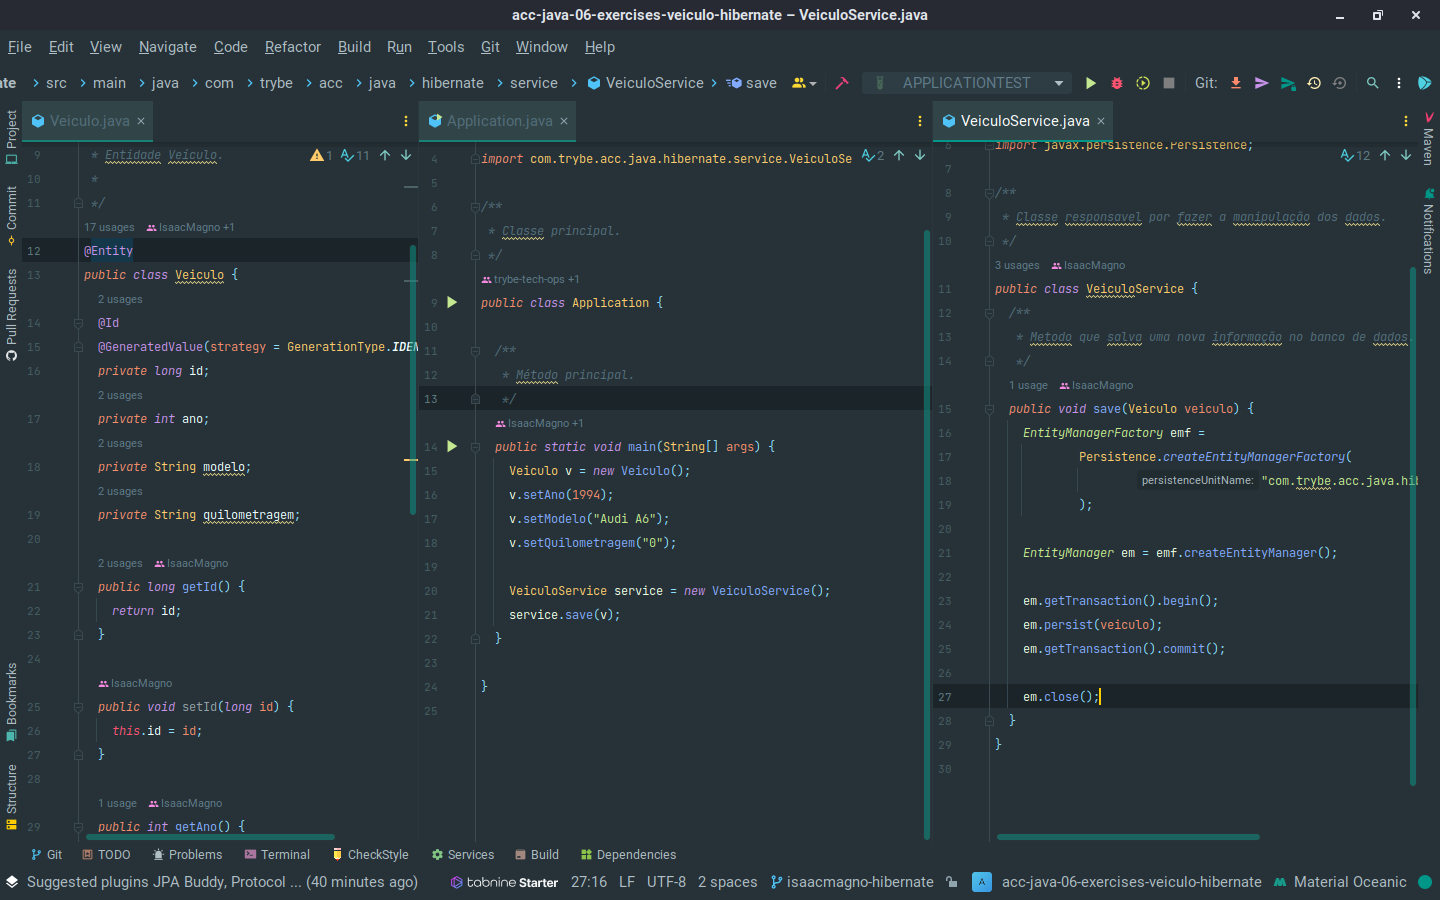 acc-java-06-exercises-veiculo-hibernate – VeiculoService.java
File Edit View Navigate Code Refactor Build Run Tools Git Window Help
ate src main java com trybe acc java hibernate service VeiculoService save APPLICATIONTEST Git:
Project
Commit
Pull Requests
Bookmarks
Structure
Veiculo.java
1 11
9 * Entidade Veiculo.
10 *
11 */
17 usages IsaacMagno +1
12 @Entity
13 public class Veiculo {
2 usages
14 @Id
15 @GeneratedValue(strategy = GenerationType.IDEN
16 private long id;
2 usages
17 private int ano;
2 usages
18 private String modelo;
2 usages
19 private String quilometragem;
20
2 usages IsaacMagno
21 public long getId() {
22 return id;
23 }
24
IsaacMagno
25 public void setId(long id) {
26 this.id = id;
27 }
28
1 usage IsaacMagno
29 public int getAno() {
Application.java
2
4 import com.trybe.acc.java.hibernate.service.VeiculoSe
5
6 /**
7 * Classe principal.
8 */
trybe-tech-ops +1
9 public class Application {
10
11 /**
12 * Método principal.
13 */
IsaacMagno +1
14 public static void main(String[] args) {
15 Veiculo v = new Veiculo();
16 v.setAno(1994);
17 v.setModelo("Audi A6");
18 v.setQuilometragem("0");
19
20 VeiculoService service = new VeiculoService();
21 service.save(v);
22 }
23
24 }
25
VeiculoService.java
12
6 import javax.persistence.Persistence;
7
8 /**
9 * Classe responsavel por fazer a manipulação dos dados.
10 */
3 usages IsaacMagno
11 public class VeiculoService {
12 /**
13 * Metodo que salva uma nova informação no banco de dados.
14 */
1 usage IsaacMagno
15 public void save(Veiculo veiculo) {
16 EntityManagerFactory emf =
17 Persistence.createEntityManagerFactory(
18 persistenceUnitName: "com.trybe.acc.java.hib
19 );
20
21 EntityManager em = emf.createEntityManager();
22
23 em.getTransaction().begin();
24 em.persist(veiculo);
25 em.getTransaction().commit();
26
27 em.close();
28 }
29 }
30
Maven
Notifications
Git TODO Problems Terminal CheckStyle Services Build Dependencies
Suggested plugins JPA Buddy, Protocol ... (40 minutes ago) tabnine Starter 27:16 LF UTF-8 2 spaces isaacmagno-hibernate A acc-java-06-exercises-veiculo-hibernate Material Oceanic